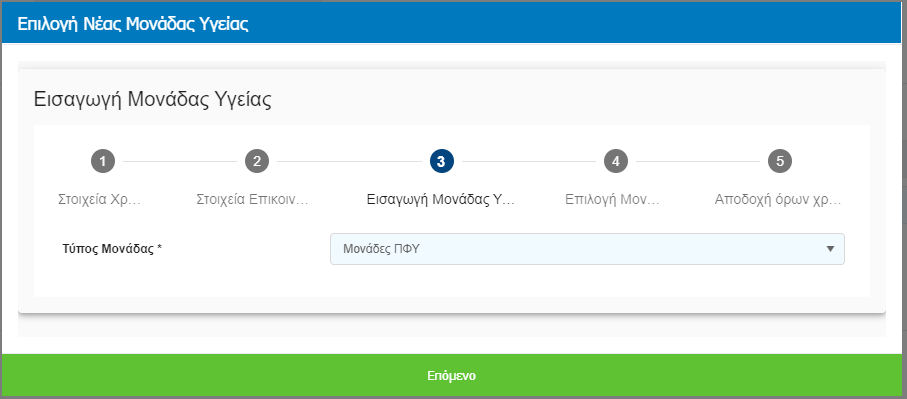 Επιλογή Νέας Μονάδας Υγείας
Εισαγωγή Μονάδας Υγείας
1 2 3 4 5
Στοιχεία Χρ... Στοιχεία Επικοιν... Εισαγωγή Μονάδας Υ... Επιλογή Μον... Αποδοχή όρων χρ...
Τύπος Μονάδας * Μονάδες ΠΦΥ
Επόμενο